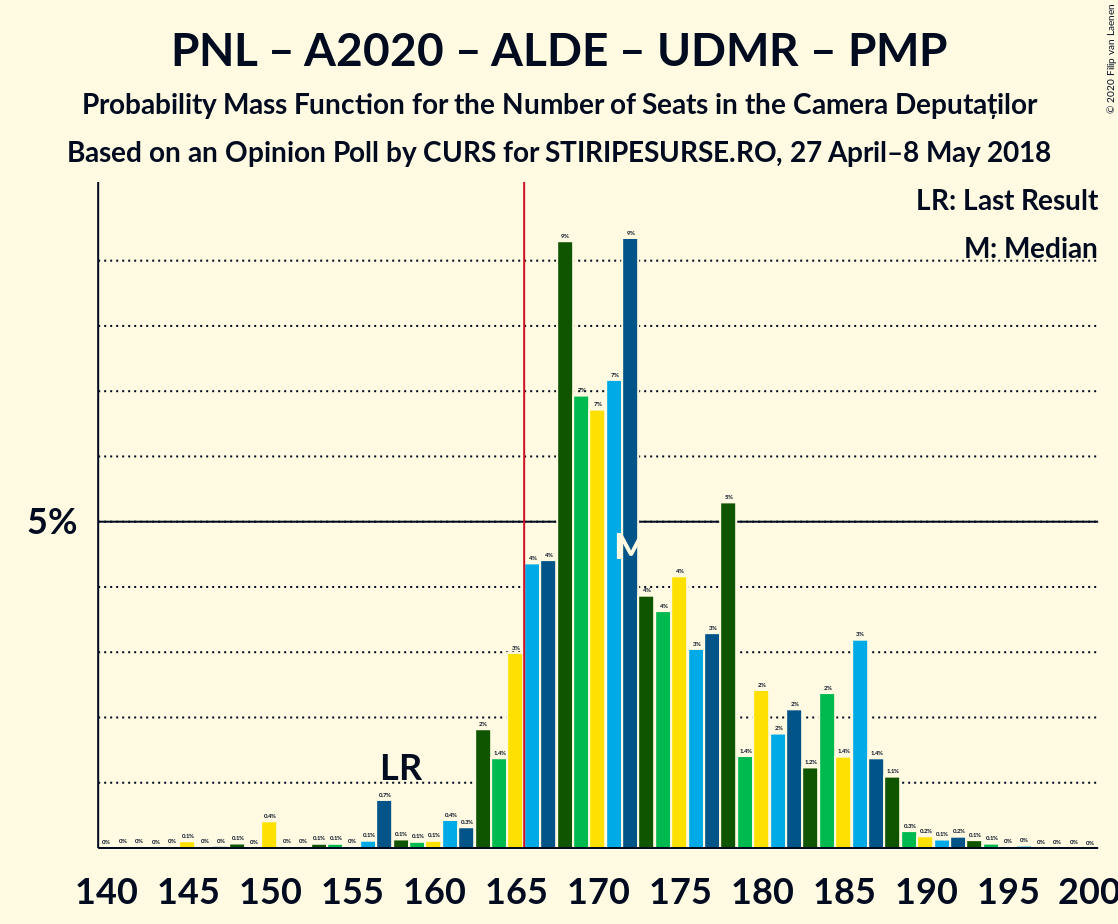 PNL – A2020 – ALDE – UDMR – PMP
Probability Mass Function for the Number of Seats in the Camera Deputaților
Based on an Opinion Poll by CURS for STIRIPESURSE.RO, 27 April–8 May 2018
© 2020 Filip van Laenen
LR: Last Result
M: Median
5%
LR
M
0% 0% 0% 0% 0% 0.1% 0% 0% 0.1% 0% 0.4% 0% 0% 0.1% 0.1% 0% 0.1% 0.7% 0.1% 0.1% 0.1% 0.4% 0.3% 2% 1.4% 3% 4% 4% 9% 7% 7% 7% 9% 4% 4% 4% 3% 3% 5% 1.4% 2% 2% 2% 1.2% 2% 1.4% 3% 1.4% 1.1% 0.3% 0.2% 0.1% 0.2% 0.1% 0.1% 0% 0% 0% 0% 0% 0%
140 145 150 155 160 165 170 175 180 185 190 195 200